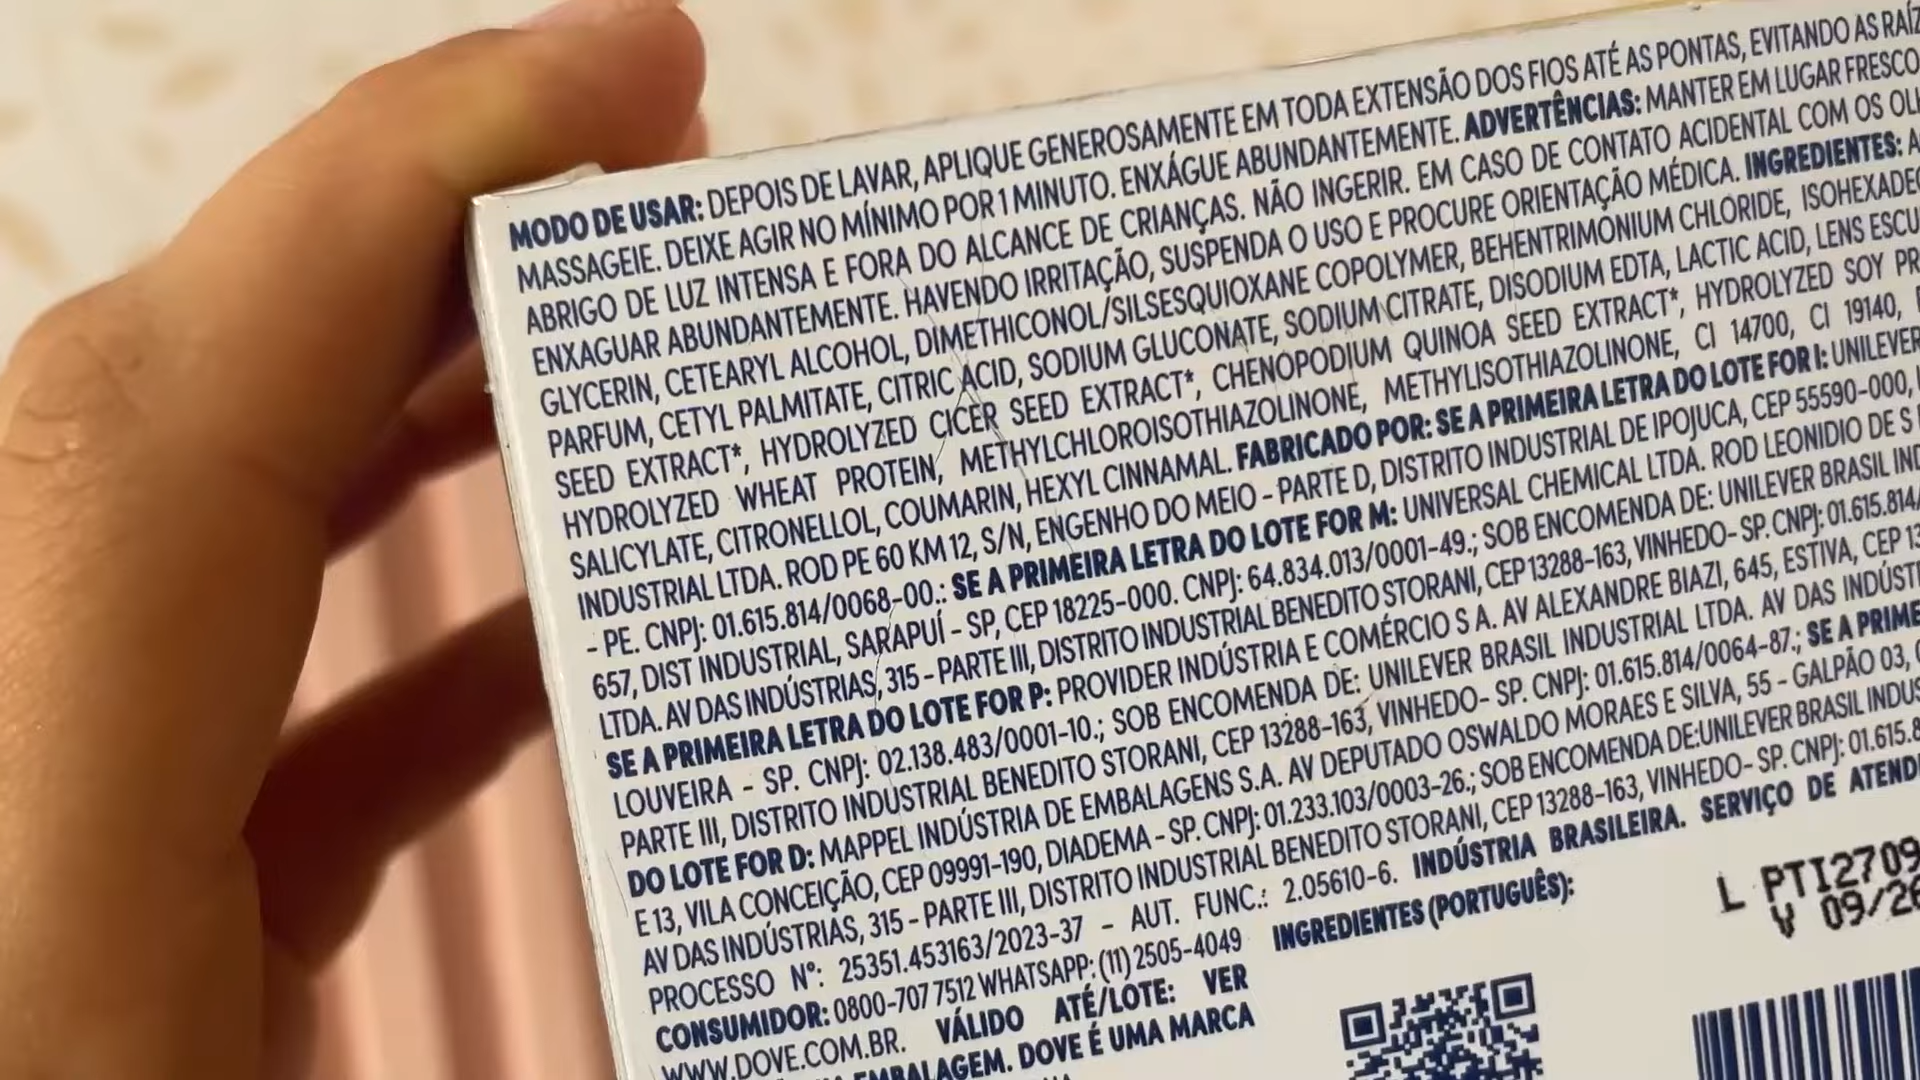 MODO DE USAR: DEPOIS DE LAVAR, APLIQUE GENEROSAMENTE EM TODA EXTENSÃO DOS FIOS ATÉ AS PONTAS, EVITANDO AS
MASSAGEIE. DEIXE AGIR NO MÍNIMO POR 1 MINUTO. ENXÁGUE ABUNDANTEMENTE. ADVERTÊNCIAS: MANTER EM LUGAR FRESCO
ABRIGO DE LUZ INTENSA E FORA DO ALCANCE DE CRIANÇAS. NÃO INGERIR. EM CASO DE CONTATO ACIDENTAL COM OS
ENXAGUAR ABUNDANTEMENTE. HAVENDO IRRITAÇÃO, SUSPENDA O USO E PROCURE ORIENTAÇÃO MÉDICA. INGREDIENTES:
GLYCERIN, CETEARYL ALCOHOL, DIMETHICONOL/SILSESQUIOXANE COPOLYMER, BEHENTRIMONIUM CHLORIDE,
PARFUM, CETYL PALMITATE, CITRIC ACID, SODIUM GLUCONATE, SODIUM CITRATE, DISODIUM EDTA, LACTIC ACID, LENS
SEED EXTRACT*, HYDROLYZED CICER SEED EXTRACT*, CHENOPODIUM QUINOA SEED EXTRACT*, HYDROLYZED SOY
HYDROLYZED WHEAT PROTEIN, METHYLCHLOROISOTHIAZOLINONE, METHYLISOTHIAZOLINONE, CI 14700, CI 19140,
SALICYLATE, CITRONELLOL, COUMARIN, HEXYL CINNAMAL. FABRICADO POR: SE A PRIMEIRA LETRA DO LOTE FOR I: UNILEVER
INDUSTRIAL LTDA. ROD PE 60 KM 12, S/N, ENGENHO DO MEIO - PARTE D, DISTRITO INDUSTRIAL DE IPOJUCA, CEP 55590-000,
- PE. CNPJ: 01.615.814/0068-00.: SE A PRIMEIRA LETRA DO LOTE FOR M: UNIVERSAL CHEMICAL LTDA. ROD LEONIDIO DE S
657, DIST INDUSTRIAL, SARAPUÍ - SP, CEP 18225-000. CNPJ: 64.834.013/0001-49.; SOB ENCOMENDA DE: UNILEVER BRASIL
LTDA. AV DAS INDÚSTRIAS, 315 - PARTE III, DISTRITO INDUSTRIAL BENEDITO STORANI, CEP 13288-163, VINHEDO- SP. CNPJ: 01.615.814/
SE A PRIMEIRA LETRA DO LOTE FOR P: PROVIDER INDÚSTRIA E COMÉRCIO S A. AV ALEXANDRE BIAZI, 645, ESTIVA, CEP
LOUVEIRA - SP. CNPJ: 02.138.483/0001-10.; SOB ENCOMENDA DE: UNILEVER BRASIL INDUSTRIAL LTDA. AV DAS
PARTE III, DISTRITO INDUSTRIAL BENEDITO STORANI, CEP 13288-163, VINHEDO- SP. CNPJ: 01.615.814/0064-87.; SE A
DO LOTE FOR D: MAPPEL INDÚSTRIA DE EMBALAGENS S.A. AV DEPUTADO OSWALDO MORAES E SILVA, 55 - GALPÃO 03,
E 13, VILA CONCEIÇÃO, CEP 09991-190, DIADEMA - SP. CNPJ: 01.233.103/0003-26.; SOB ENCOMENDA DE:UNILEVER BRASIL
AV DAS INDÚSTRIAS, 315 - PARTE III, DISTRITO INDUSTRIAL BENEDITO STORANI, CEP 13288-163, VINHEDO- SP. CNPJ:
PROCESSO Nº: 25351.453163/2023-37 - AUT. FUNC.: 2.05610-6. INDÚSTRIA BRASILEIRA. SERVIÇO DE
CONSUMIDOR: 0800-707 7512 WHATSAPP: (11) 2505-4049 INGREDIENTES (PORTUGUÊS):
WWW.DOVE.COM.BR. VÁLIDO ATÉ/LOTE: VER
EMBALAGEM. DOVE É UMA MARCA
L PTI2709
V 09/26